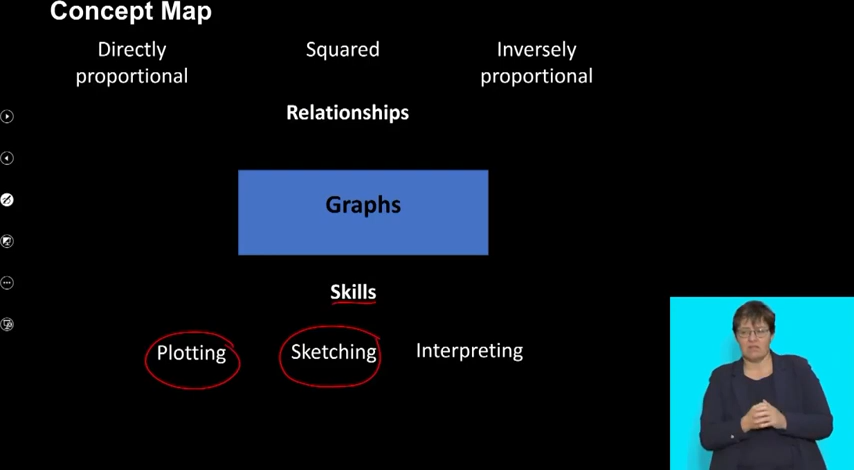 Concept Map
Directly
proportional
Squared
Inversely
proportional
Relationships
Graphs
Skills
Plotting
Sketching
Interpreting